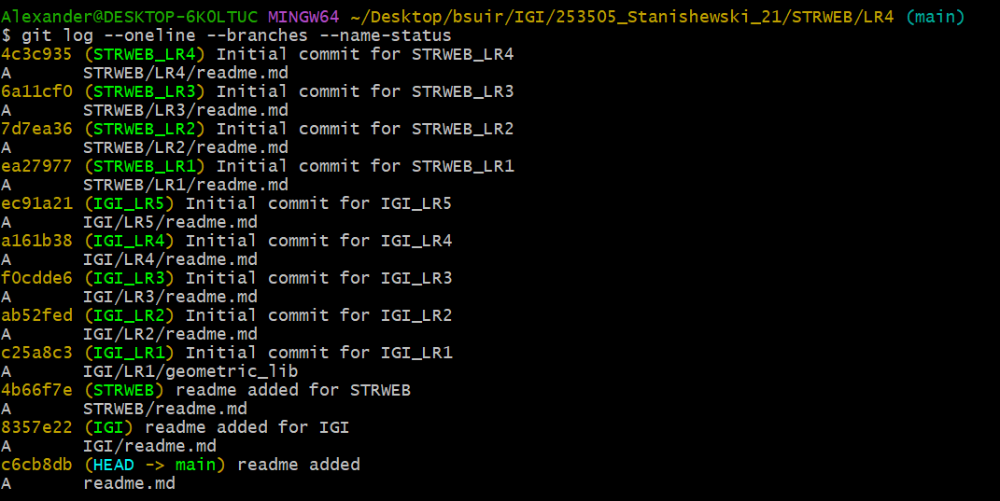 Alexander@DESKTOP-6K0LTUC MINGW64 ~/Desktop/bsuir/IGI/253505_Stanishewski_21/STRWEB/LR4 (main)
$ git log --oneline --branches --name-status
4c3c935 (STRWEB_LR4) Initial commit for STRWEB_LR4
A       STRWEB/LR4/readme.md
6a11cf0 (STRWEB_LR3) Initial commit for STRWEB_LR3
A       STRWEB/LR3/readme.md
7d7ea36 (STRWEB_LR2) Initial commit for STRWEB_LR2
A       STRWEB/LR2/readme.md
ea27977 (STRWEB_LR1) Initial commit for STRWEB_LR1
A       STRWEB/LR1/readme.md
ec91a21 (IGI_LR5) Initial commit for IGI_LR5
A       IGI/LR5/readme.md
a161b38 (IGI_LR4) Initial commit for IGI_LR4
A       IGI/LR4/readme.md
f0cdde6 (IGI_LR3) Initial commit for IGI_LR3
A       IGI/LR3/readme.md
ab52fed (IGI_LR2) Initial commit for IGI_LR2
A       IGI/LR2/readme.md
c25a8c3 (IGI_LR1) Initial commit for IGI_LR1
A       IGI/LR1/geometric_lib
4b66f7e (STRWEB) readme added for STRWEB
A       STRWEB/readme.md
8357e22 (IGI) readme added for IGI
A       IGI/readme.md
c6cb8db (HEAD -> main) readme added
A       readme.md